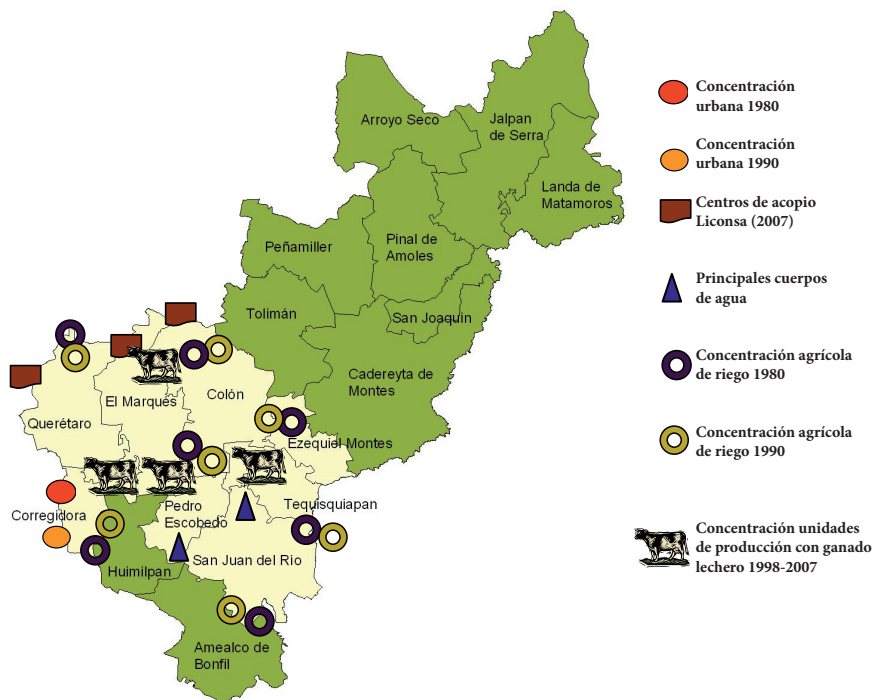 Arroyo Seco
Jalpan
de Serra
Landa de
Matamoros
Peñamiller
Pinal de
Amoles
Tolimán
San Joaquín
Cadereyta de
Montes
El Marqués
Colón
Querétaro
Ezequiel Montes
Pedro
Escobedo
Tequisquiapan
Corregidora
San Juan del Río
Huimilpan
Amealco de
Bonfil
Concentración
urbana 1980
Concentración
urbana 1990
Centros de acopio
Liconsa (2007)
Principales cuerpos
de agua
Concentración agrícola
de riego 1980
Concentración agrícola
de riego 1990
Concentración unidades
de producción con ganado
lechero 1998-2007